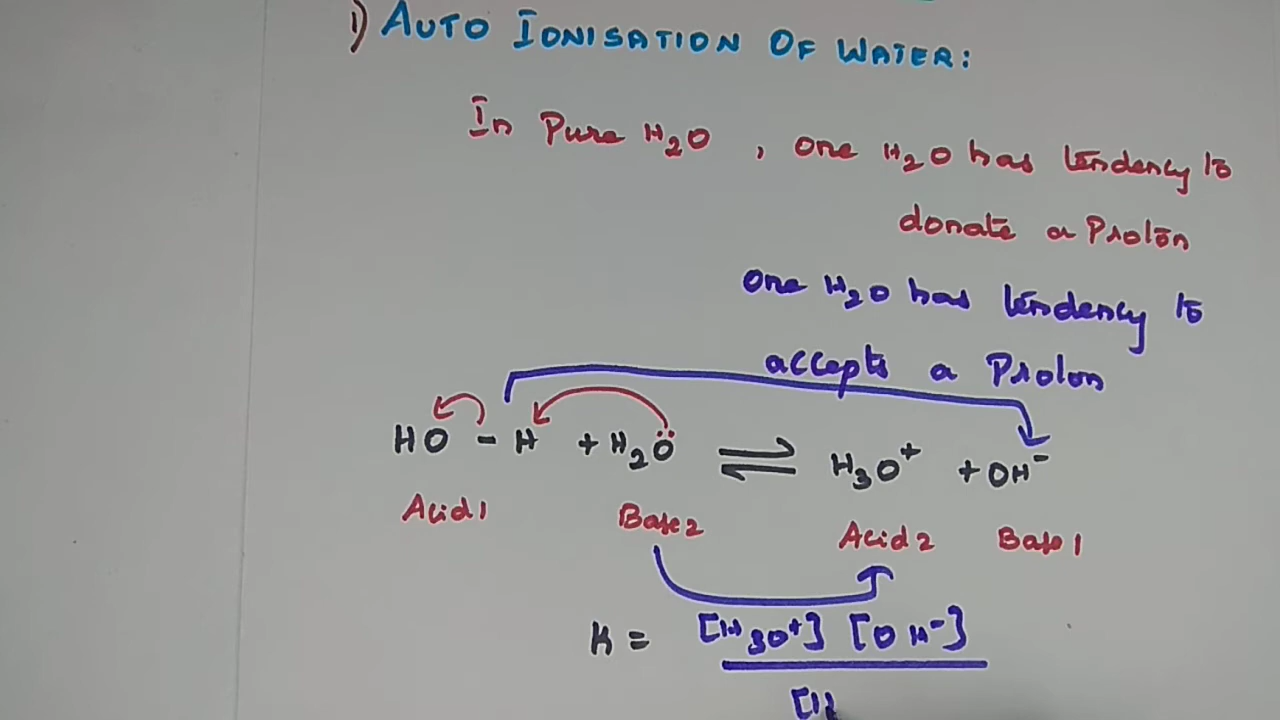 1) AUTO IONISATION OF WATER:
In Pure H2O, one H2O has tendency to
donate a Proton
one H2O has tendency to
accepts a Proton
HO - H + H2Ö ⇌ H3O+ + OH-
Acid 1 Base 2 Acid 2 Base 1
K = [H3O+] [OH-]
[H